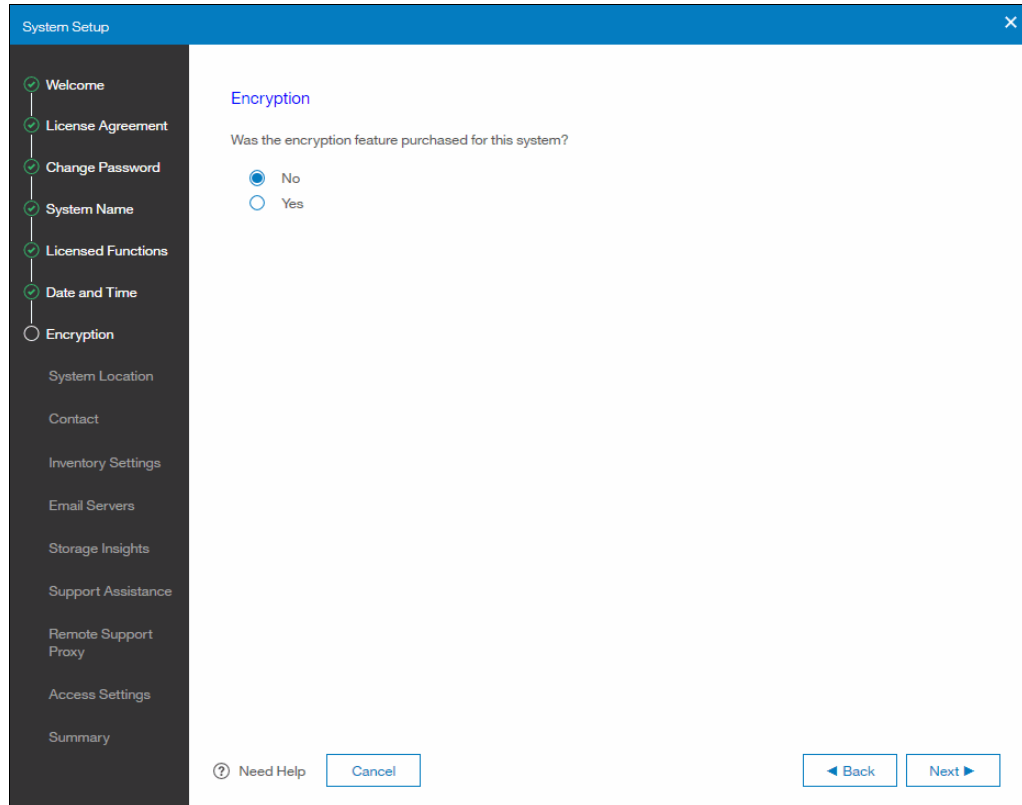 System Setup
Welcome
License Agreement
Change Password
System Name
Licensed Functions
Date and Time
Encryption
System Location
Contact
Inventory Settings
Email Servers
Storage Insights
Support Assistance
Remote Support
Proxy
Access Settings
Summary
Encryption
Was the encryption feature purchased for this system?
No
Yes
Need Help
Cancel
Back
Next